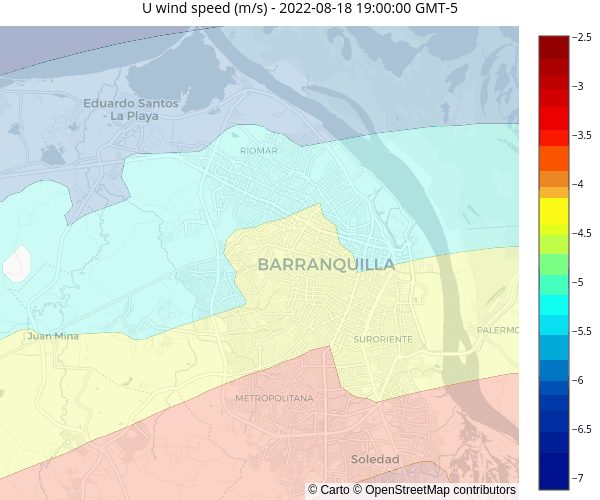 U wind speed (m/s) - 2022-08-18 19:00:00 GMT-5
−2.5
−3
−3.5
−4
−4.5
−5
−5.5
−6
−6.5
−7
Eduardo Santos
- La Playa
RIOMAR
BARRANQUILLA
Juan Mina
SURORIENTE
PALERMO
METROPOLITANA
Soledad
© Carto © OpenStreetMap contributors